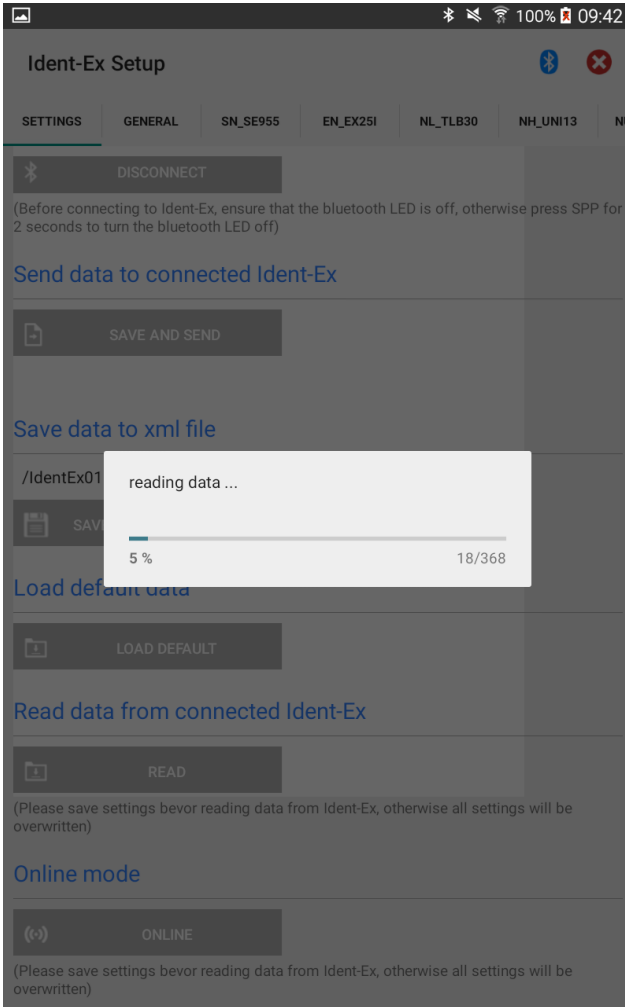 100% 09:42
Ident-Ex Setup
SETTINGS GENERAL SN_SE955 EN_EX25I NL_TLB30 NH_UNI13
DISCONNECT
(Before connecting to Ident-Ex, ensure that the bluetooth LED is off, otherwise press SPP for
2 seconds to turn the bluetooth LED off)
Send data to connected Ident-Ex
SAVE AND SEND
Save data to xml file
/IdentEx01
reading data ...
5 %
18/368
Load default data
LOAD DEFAULT
Read data from connected Ident-Ex
READ
(Please save settings bevor reading data from Ident-Ex, otherwise all settings will be
overwritten)
Online mode
ONLINE
(Please save settings bevor reading data from Ident-Ex, otherwise all settings will be
overwritten)